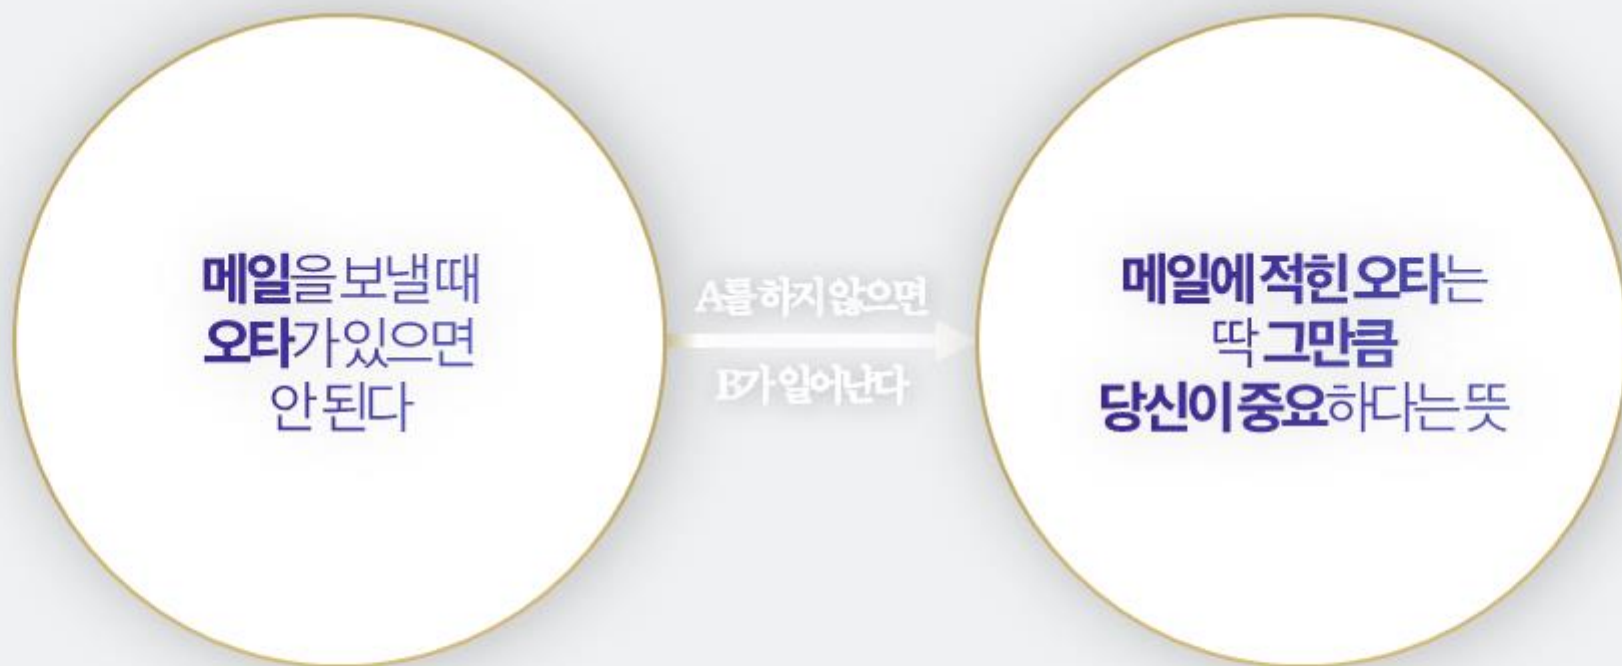 메일을 보낼 때
오타가 있으면
안 된다
A를 하지 않으면
B가 일어난다
메일에 적힌 오타는
딱 그만큼
당신이 중요하다는 뜻